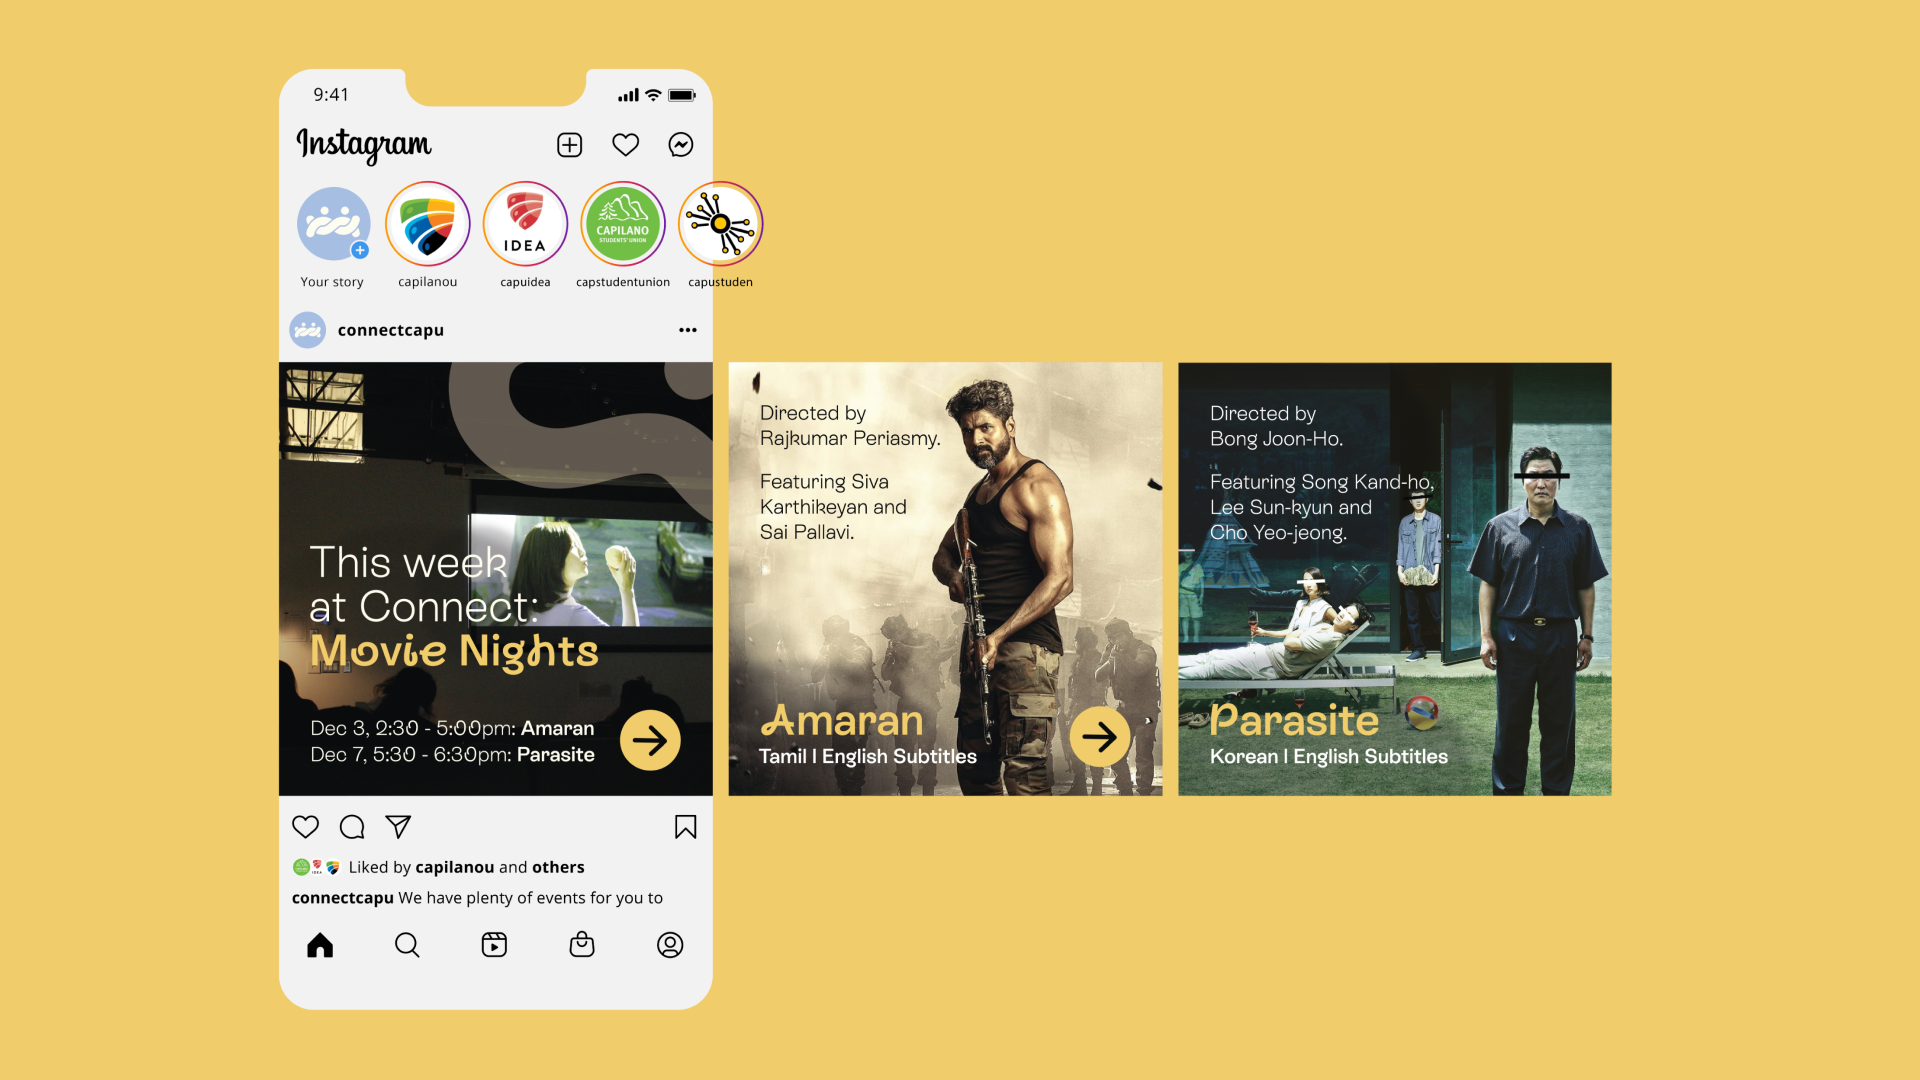 9:41
Instagram
IDEA
CAPILANO
STUDENTS' UNION
Your story
capilanou
capuidea
capstudentunion
capustuden
connectcapu
This week
at Connect:
Movie Nights
Dec 3, 2:30 - 5:00pm: Amaran
Dec 7, 5:30 - 6:30pm: Parasite
Directed by
Rajkumar Periasmy.
Featuring Siva
Karthikeyan and
Sai Pallavi.
Amaran
Tamil | English Subtitles
Directed by
Bong Joon-Ho.
Featuring Song Kand-ho,
Lee Sun-kyun and
Cho Yeo-jeong.
Parasite
Korean | English Subtitles
IDEA
Liked by capilanou and others
connectcapu We have plenty of events for you to